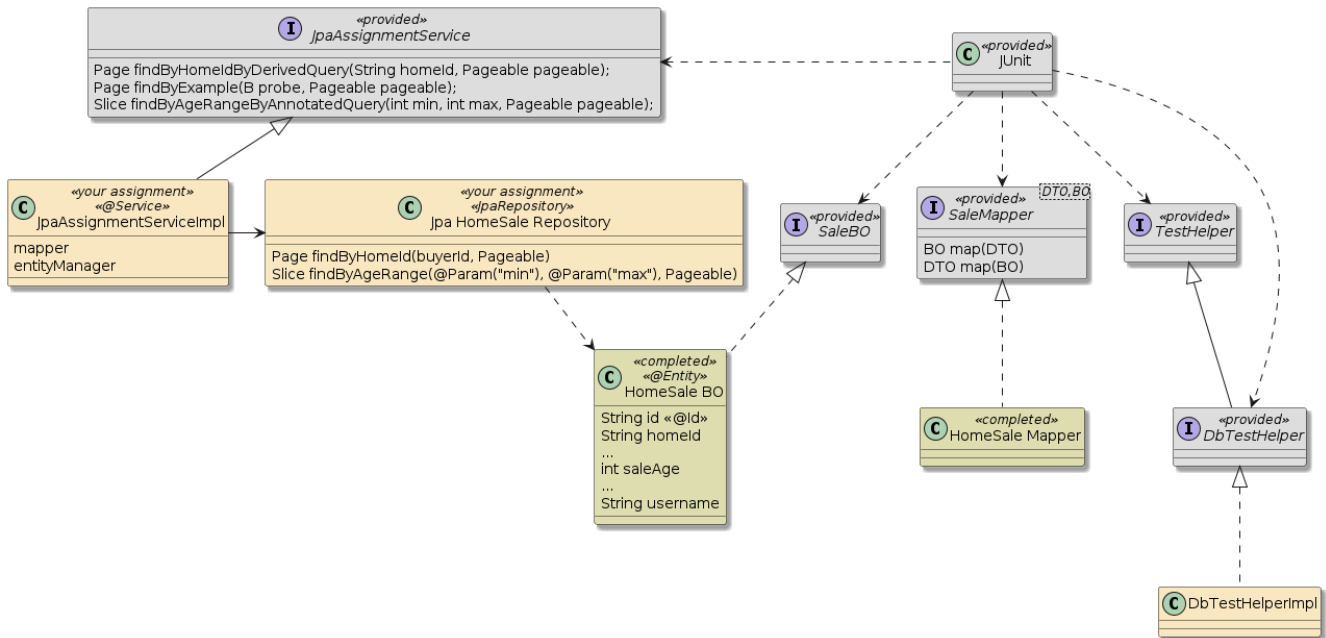 «provided»
I
JpaAssignmentService
Page findByHomeIdByDerivedQuery(String homeId, Pageable pageable);
Page findByExample(B probe, Pageable pageable);
Slice findByAgeRangeByAnnotatedQuery(int min, int max, Pageable pageable);
C
«provided»
JUnit
«your assignment»
«@Service»
C
JpaAssignmentServiceImpl
mapper
entityManager
«your assignment»
«JpaRepository»
C
Jpa HomeSale Repository
Page findByHomeId(buyerId, Pageable)
Slice findByAgeRange(@Param("min"), @Param("max"), Pageable)
I
«provided»
SaleBO
DTO,BO
I
«provided»
SaleMapper
BO map(DTO)
DTO map(BO)
I
«provided»
TestHelper
«completed»
«@Entity»
C
HomeSale BO
String id «@Id»
String homeId
...
int saleAge
...
String username
C
«completed»
HomeSale Mapper
I
«provided»
DbTestHelper
C
DbTestHelperImpl